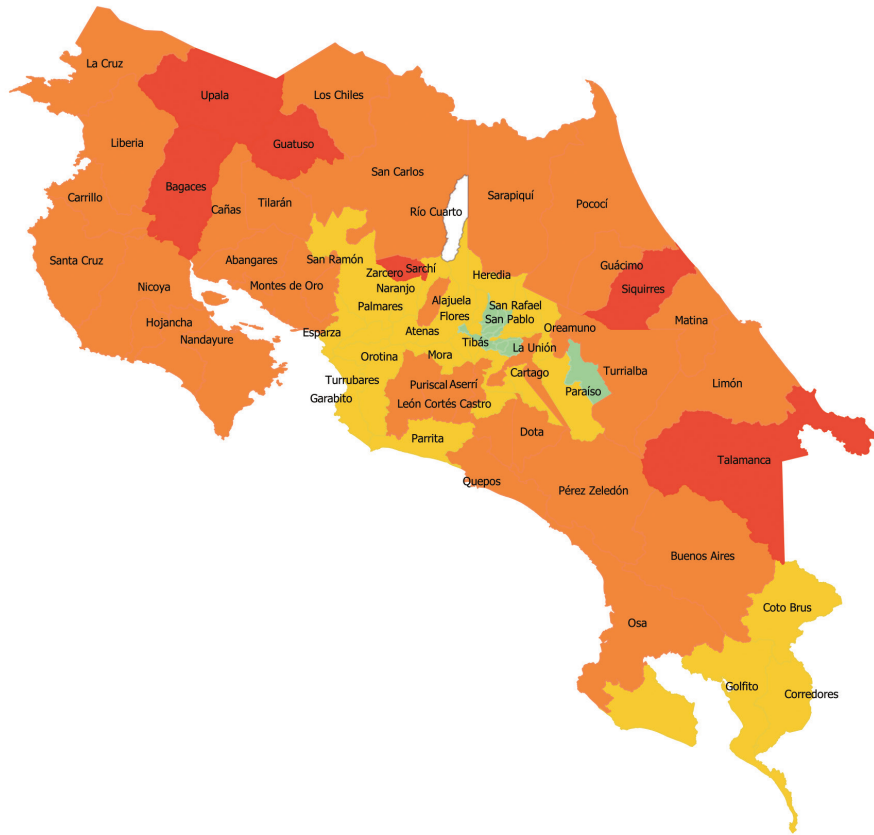 La Cruz
Upala
Los Chiles
Liberia
Guatuso
San Carlos
Bagaces
Carrillo
Cañas
Tilarán
Río Cuarto
Sarapiquí
Pococí
Santa Cruz
Abangares
San Ramón
Zarcero
Sarchí
Heredia
Guácimo
Nicoya
Montes de Oro
Naranjo
Siquirres
Palmares
Alajuela
San Rafael
Flores
San Pablo
Matina
Hojancha
Esparza
Atenas
Oreamuno
Nandayure
Tibás
La Unión
Orotina
Mora
Cartago
Turrialba
Turrubares
Puriscal
Aserrí
Paraíso
Limón
Garabito
León Cortés Castro
Parrita
Dota
Talamanca
Quepos
Pérez Zeledón
Buenos Aires
Coto Brus
Osa
Golfito
Corredores